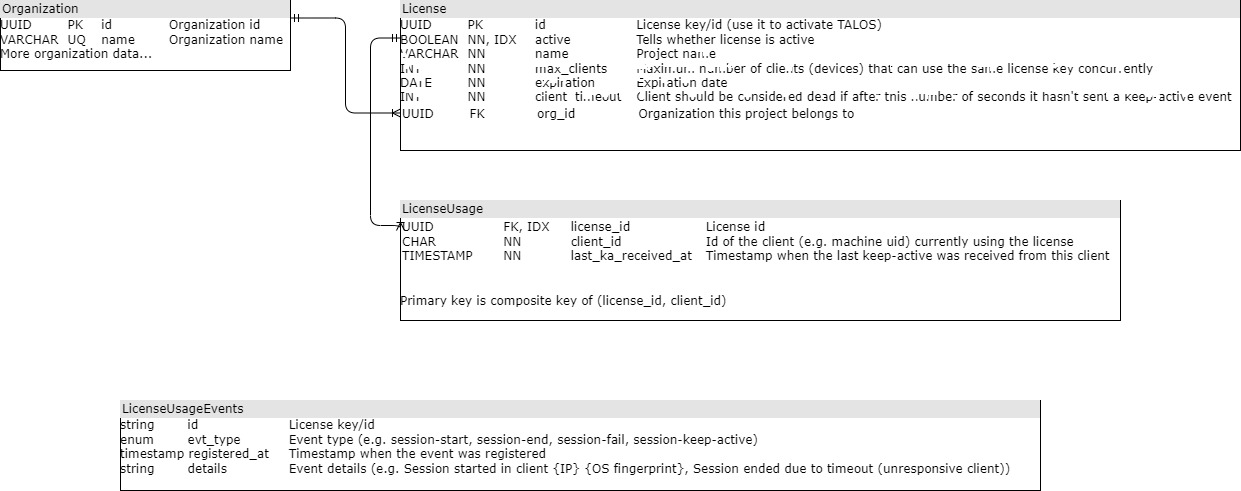 Organization
UUID PK id Organization id
VARCHAR UQ name Organization name
More organization data...
License
UUID PK id License key/id (use it to activate TALOS)
BOOLEAN NN, IDX active Tells whether license is active
VARCHAR NN name Project name
INT NN max_clients Maximum number of clients (devices) that can use the same license key concurrently
DATE NN expiration Expiration date
INT NN client_timeout Client should be considered dead if after this number of seconds it hasn't sent a keep-active event
UUID FK org_id Organization this project belongs to
LicenseUsage
UUID FK, IDX license_id License id
CHAR NN client_id Id of the client (e.g. machine uid) currently using the license
TIMESTAMP NN last_ka_received_at Timestamp when the last keep-active was received from this client
Primary key is composite key of (license_id, client_id)
LicenseUsageEvents
string id License key/id
enum evt_type Event type (e.g. session-start, session-end, session-fail, session-keep-active)
timestamp registered_at Timestamp when the event was registered
string details Event details (e.g. Session started in client {IP} {OS fingerprint}, Session ended due to timeout (unresponsive client))